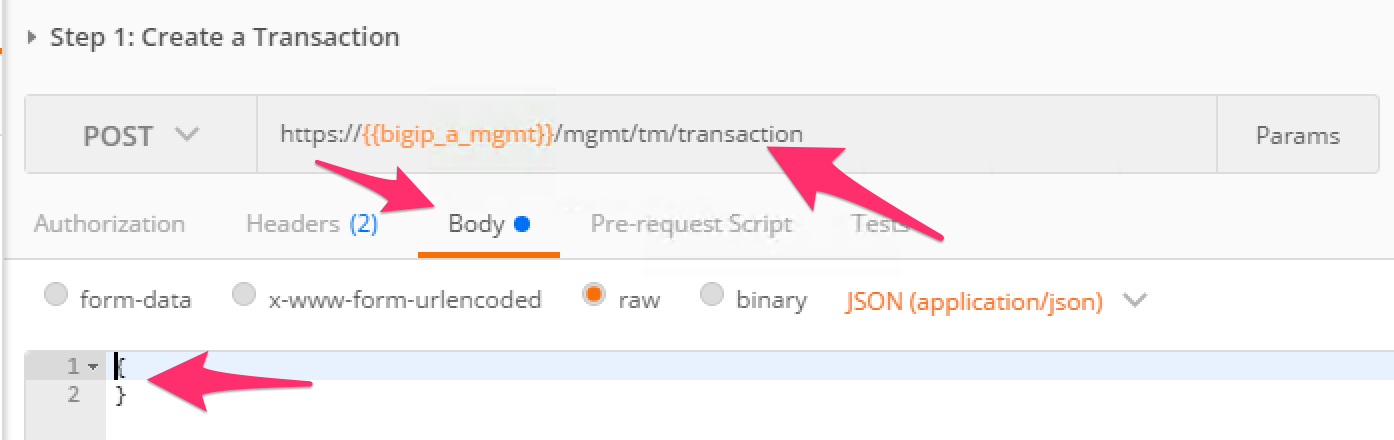 Step 1: Create a Transaction
POST https://{{bigip_a_mgmt}}/mgmt/tm/transaction Params
Authorization Headers (2) Body Pre-request Script Tests
form-data x-www-form-urlencoded raw binary JSON (application/json)
1 {
2 }